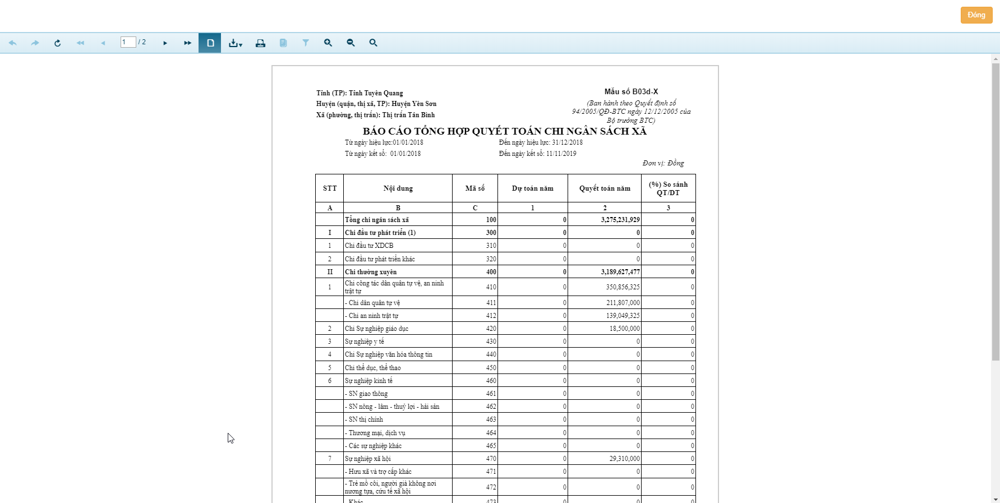 Đóng
1 / 2
Tỉnh (TP): Tỉnh Tuyên Quang
Huyện (quận, thị xã, TP): Huyện Yên Sơn
Xã (phường, thị trấn): Thị trấn Tân Bình
Mẫu số B03d-X
(Ban hành theo Quyết định số
94/2005/QĐ-BTC ngày 12/12/2005 của
Bộ trưởng BTC)
BÁO CÁO TỔNG HỢP QUYẾT TOÁN CHI NGÂN SÁCH XÃ
Từ ngày hiệu lực:01/01/2018 Đến ngày hiệu lực: 31/12/2018
Từ ngày kết sổ: 01/01/2018 Đến ngày kết sổ: 11/11/2019
Đơn vị: Đồng
STT Nội dung Mã số Dự toán năm Quyết toán năm (%) So sánh
QT/DT
A B C 1 2 3
Tổng chi ngân sách xã 100 0 3,275,231,929 0
I Chi đầu tư phát triển (1) 300 0 0 0
1 Chi đầu tư XDCB 310 0 0 0
2 Chi đầu tư phát triển khác 320 0 0 0
II Chi thường xuyên 400 0 3,189,627,477 0
1 Chi công tác dân quân tự vệ, an ninh
trật tự 410 0 350,856,325 0
- Chi dân quân tự vệ 411 0 211,807,000 0
- Chi an ninh trật tự 412 0 139,049,325 0
2 Chi Sự nghiệp giáo dục 420 0 18,500,000 0
3 Sự nghiệp y tế 430 0 0 0
4 Chi Sự nghiệp văn hóa thông tin 440 0 0 0
5 Chi thể dục, thể thao 450 0 0 0
6 Sự nghiệp kinh tế 460 0 0 0
- SN giao thông 461 0 0 0
- SN nông - lâm - thuỷ lợi - hải sản 462 0 0 0
- SN thị chính 463 0 0 0
- Thương mại, dịch vụ 464 0 0 0
- Các sự nghiệp khác 465 0 0 0
7 Sự nghiệp xã hội 470 0 29,310,000 0
- Hưu xã và trợ cấp khác 471 0 0 0
- Trẻ mồ côi, người già không nơi
nương tựa, cứu tế xã hội 472 0 0 0
- Khác 473 0 0 0